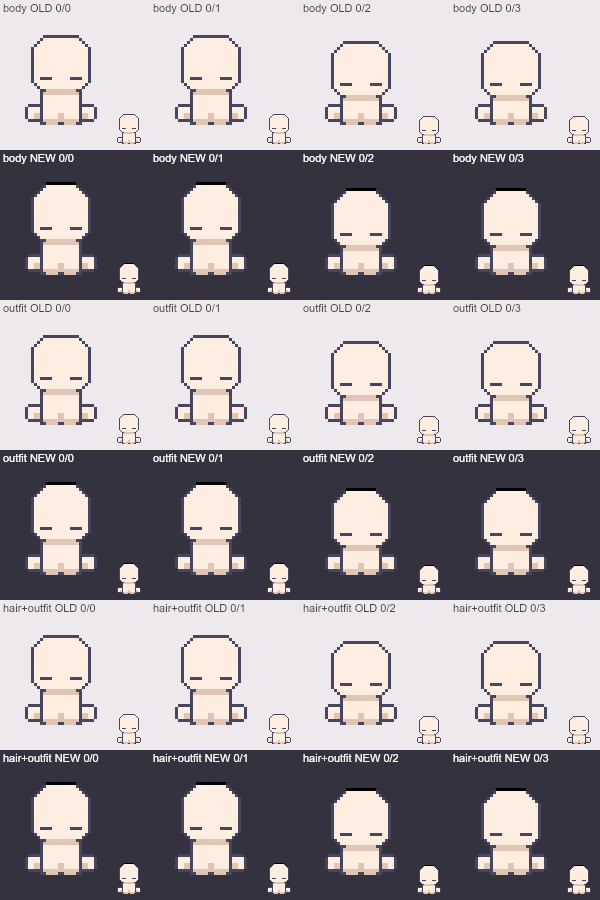 body OLD 0/0 body OLD 0/1 body OLD 0/2 body OLD 0/3
body NEW 0/0 body NEW 0/1 body NEW 0/2 body NEW 0/3
outfit OLD 0/0 outfit OLD 0/1 outfit OLD 0/2 outfit OLD 0/3
outfit NEW 0/0 outfit NEW 0/1 outfit NEW 0/2 outfit NEW 0/3
hair+outfit OLD 0/0 hair+outfit OLD 0/1 hair+outfit OLD 0/2 hair+outfit OLD 0/3
hair+outfit NEW 0/0 hair+outfit NEW 0/1 hair+outfit NEW 0/2 hair+outfit NEW 0/3